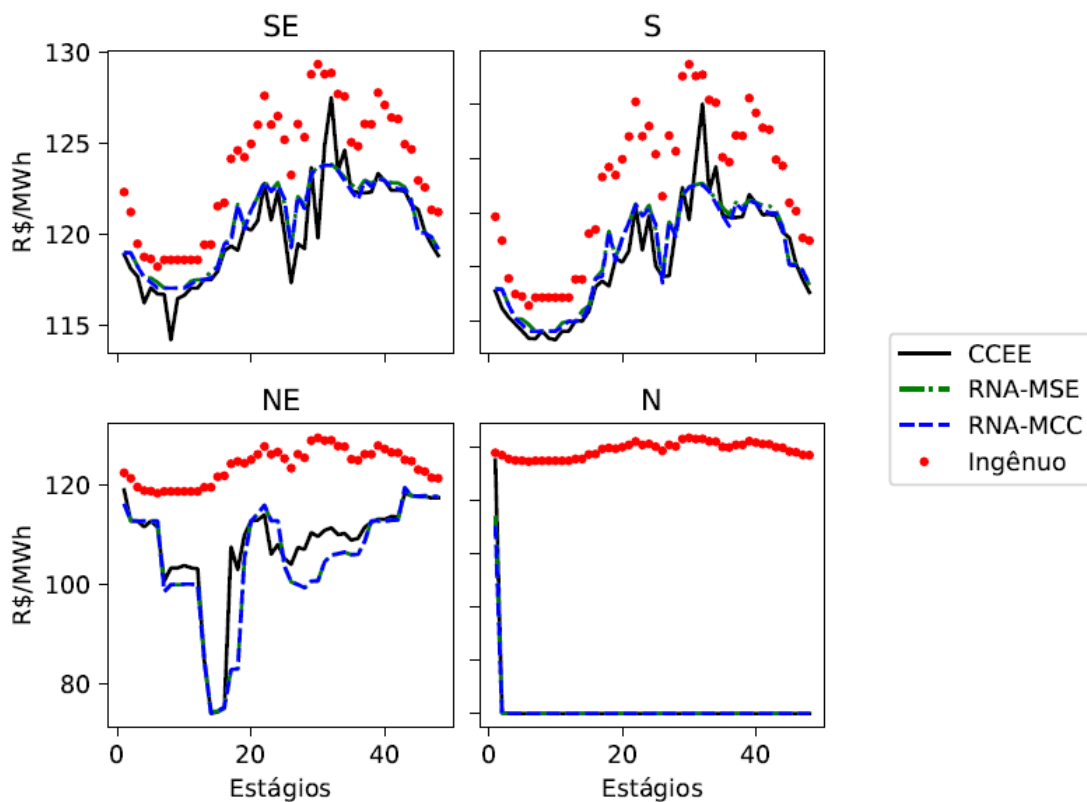 SE
S
130
125
120
115
R$/MWh
NE
N
120
100
80
R$/MWh
0
20
40
Estágios
0
20
40
Estágios
CCEE
RNA-MSE
RNA-MCC
Ingênuo